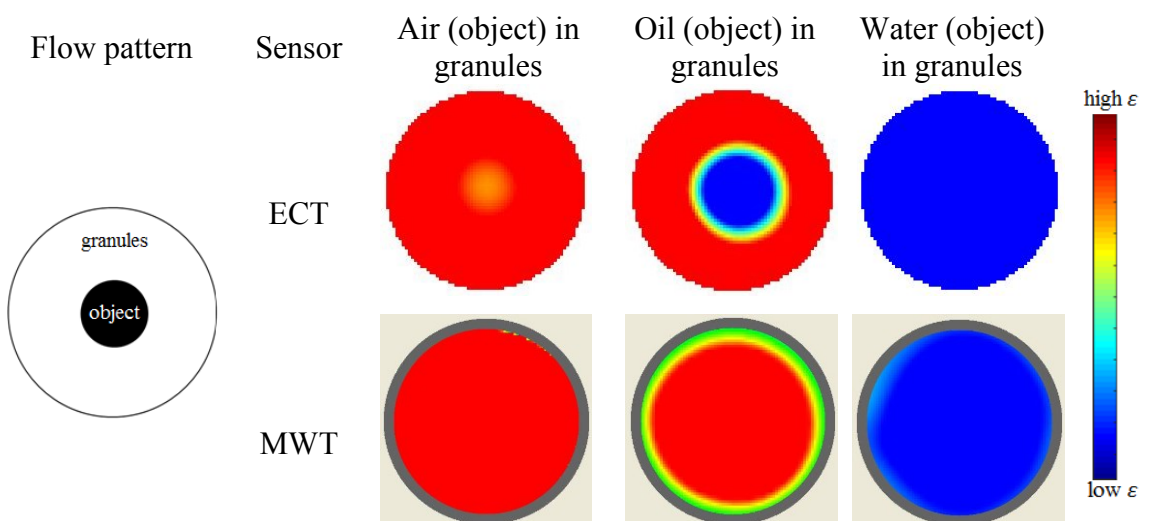 Flow pattern
Sensor
Air (object) in
granules
Oil (object) in
granules
Water (object)
in granules
high ε
granules
object
ECT
MWT
low ε